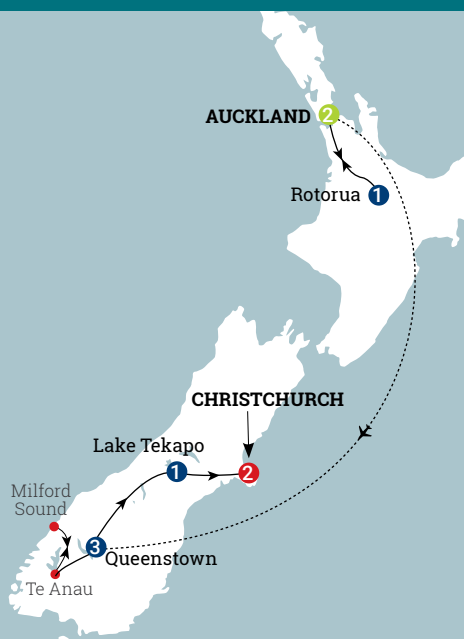 AUCKLAND 2
Rotorua 1
CHRISTCHURCH
Lake Tekapo
1
2
Milford
Sound
3
Queenstown
Te Anau